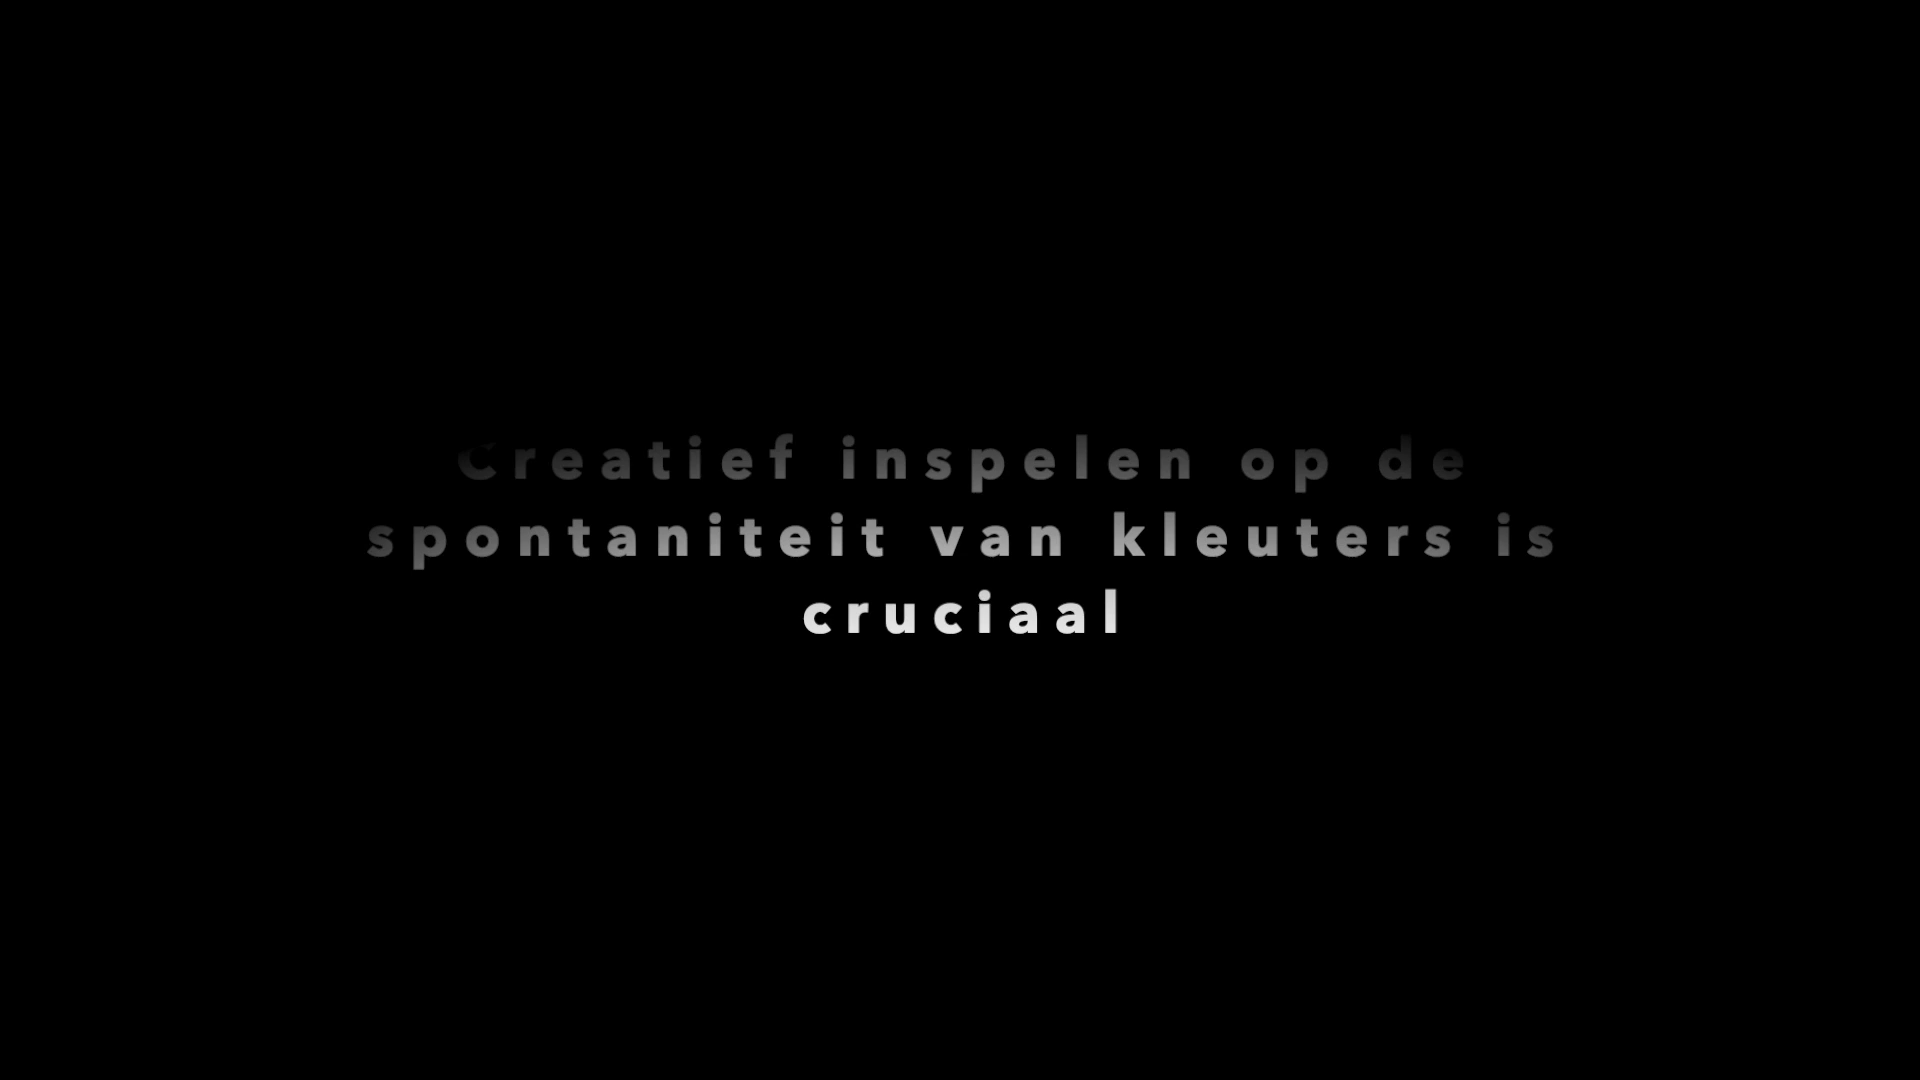 Creatief inspelen op de
spontaniteit van kleuters is
cruciaal